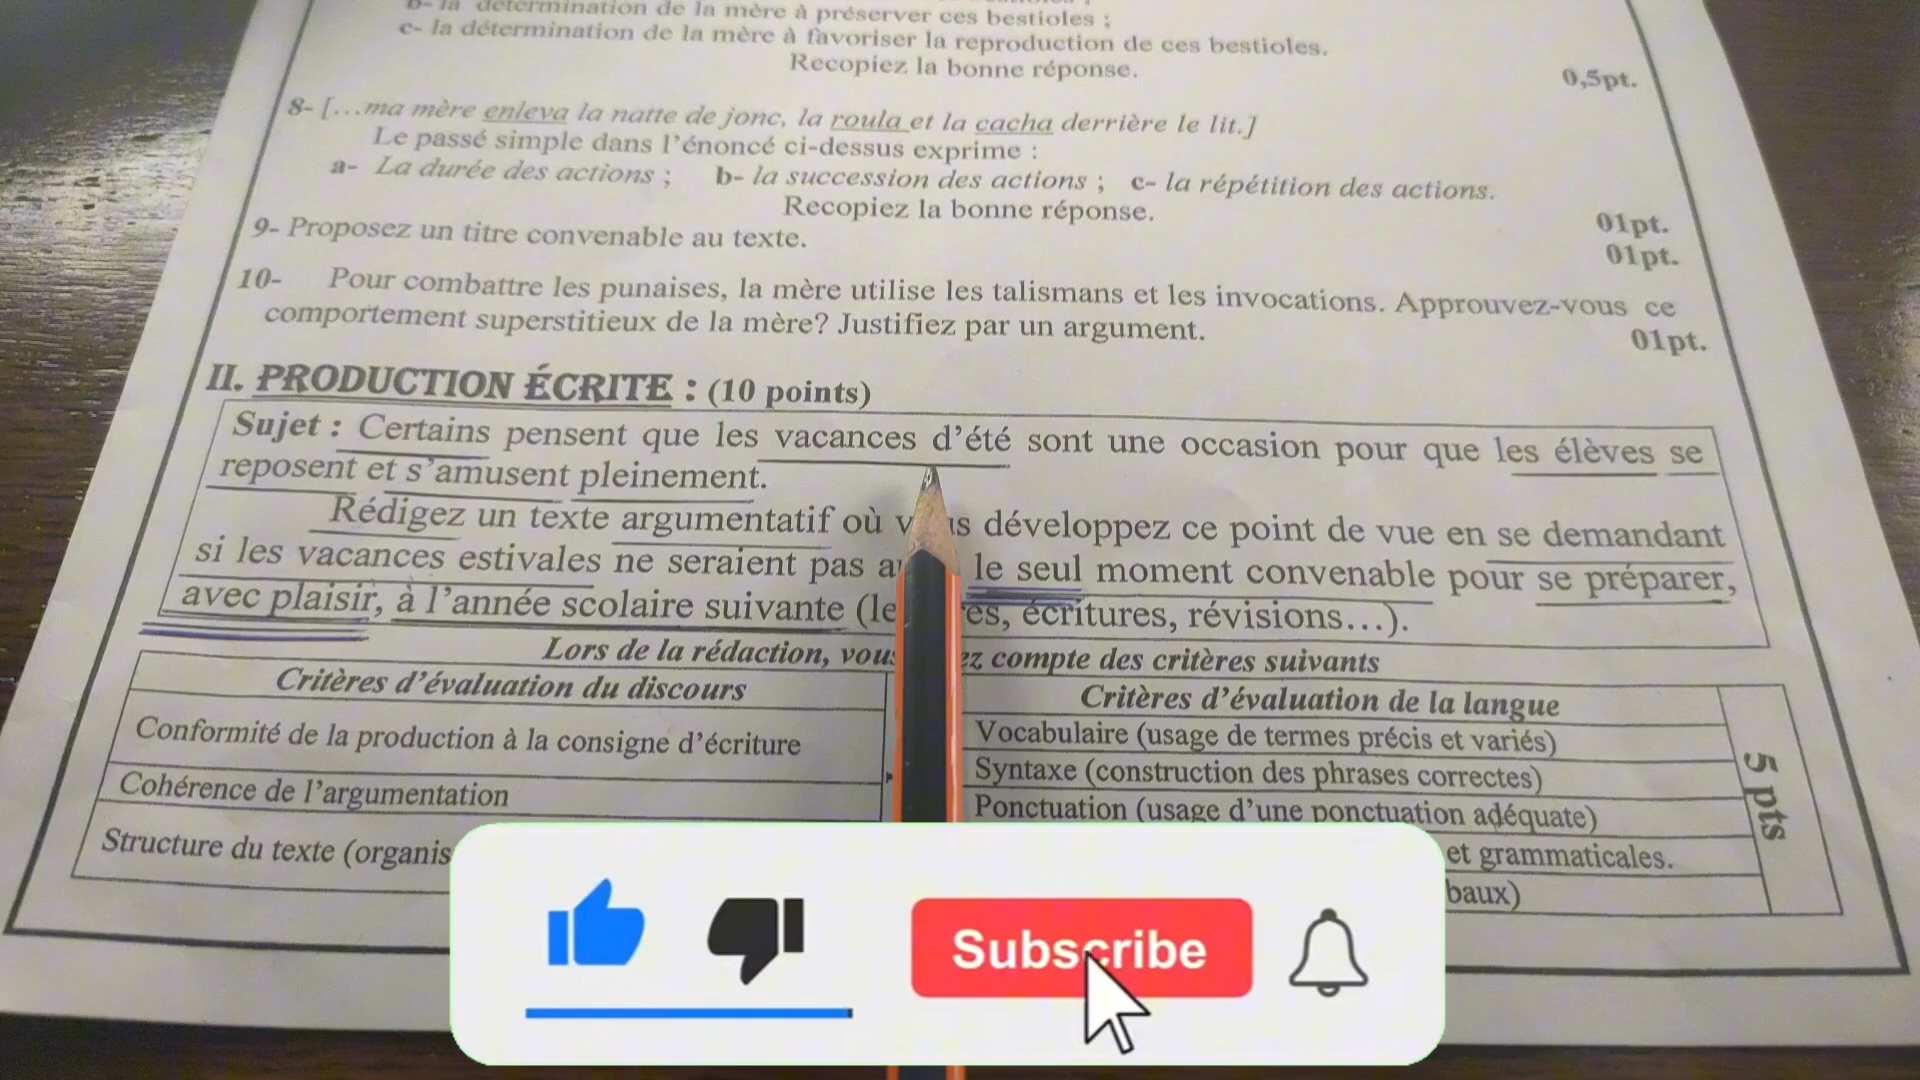 b- la détermination de la mère à préserver ces bestioles ;
c- la détermination de la mère à favoriser la reproduction de ces bestioles.
Recopiez la bonne réponse.
0,5pt.
8- […ma mère enleva la natte de jonc, la roula et la cacha derrière le lit.]
Le passé simple dans l'énoncé ci-dessus exprime :
a- La durée des actions ; b- la succession des actions ; c- la répétition des actions.
Recopiez la bonne réponse.
01pt.
9- Proposez un titre convenable au texte.
01pt.
10- Pour combattre les punaises, la mère utilise les talismans et les invocations. Approuvez-vous ce
comportement superstitieux de la mère? Justifiez par un argument.
01pt.
II. PRODUCTION ÉCRITE : (10 points)
Sujet : Certains pensent que les vacances d'été sont une occasion pour que les élèves se
reposent et s'amusent pleinement.
Rédigez un texte argumentatif où développez ce point de vue en se demandant
si les vacances estivales ne seraient pas le seul moment convenable pour se préparer,
avec plaisir, à l'année scolaire suivante ( écritures, révisions…).
Lors de la rédaction, compte des critères suivants
Critères d'évaluation du discours
Conformité de la production à la consigne d'écriture
Cohérence de l'argumentation
Structure du texte
Critères d'évaluation de la langue
Vocabulaire (usage de termes précis et variés)
Syntaxe (construction des phrases correctes)
Ponctuation (usage d'une ponctuation adéquate)
et grammaticales.
5 pts
Subscribe